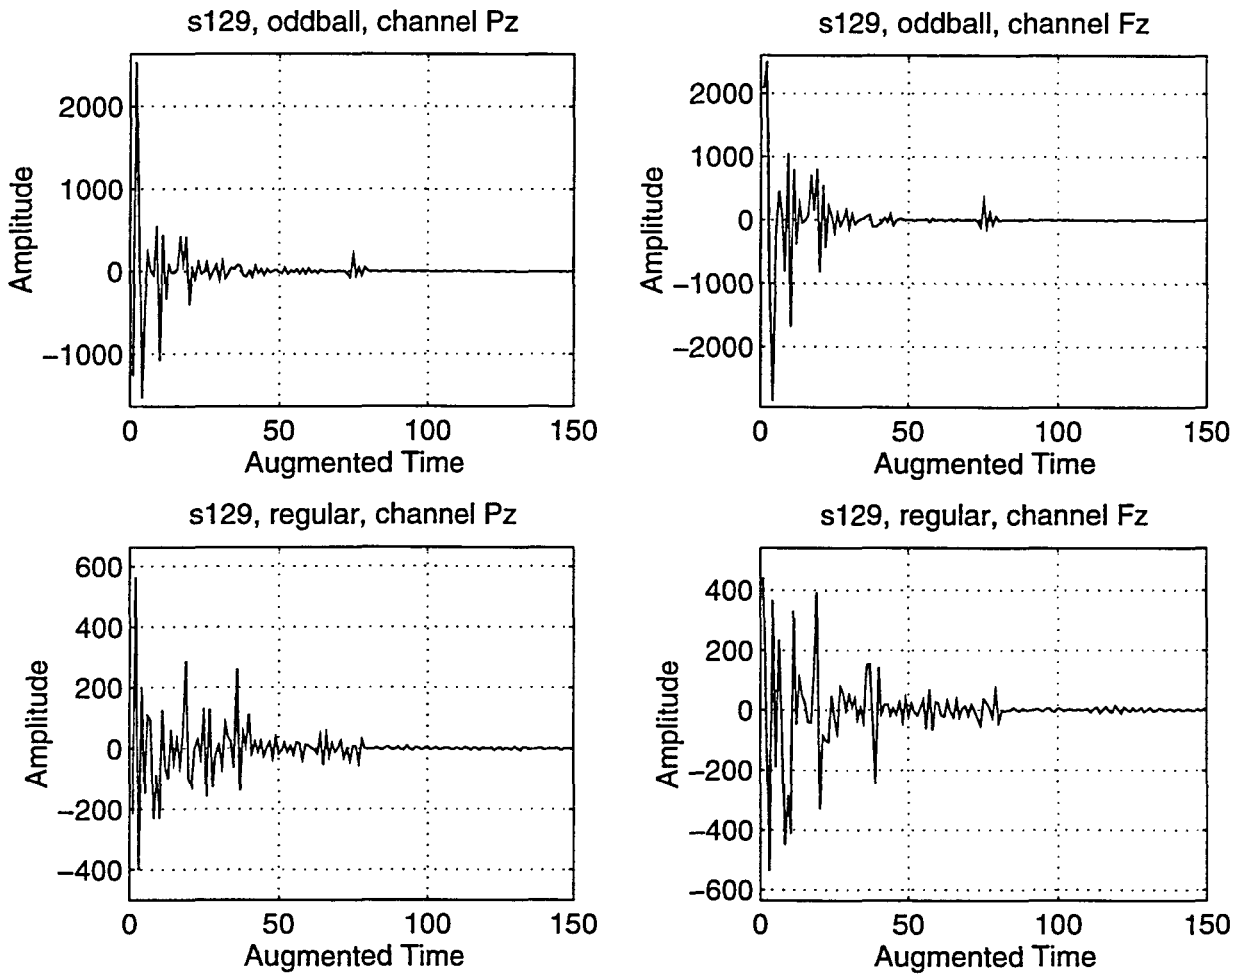 s129, oddball, channel Pz
2000
1000
0
−1000
Amplitude
0 50 100 150
Augmented Time
s129, oddball, channel Fz
2000
1000
0
−1000
−2000
Amplitude
0 50 100 150
Augmented Time
s129, regular, channel Pz
600
400
200
0
−200
−400
Amplitude
0 50 100 150
Augmented Time
s129, regular, channel Fz
400
200
0
−200
−400
−600
Amplitude
0 50 100 150
Augmented Time